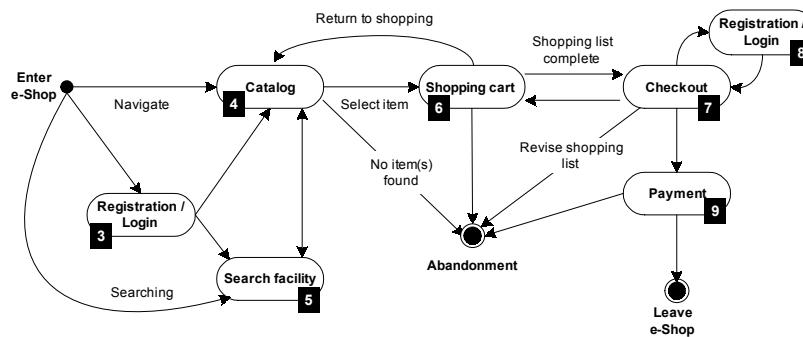 Return to shopping
Registration /
Login
8
Shopping list
complete
Enter
e-Shop
Navigate
Catalog
4
Select item
Shopping cart
6
Checkout
7
No item(s)
found
Revise shopping
list
Registration /
Login
3
Payment
9
Abandonment
Search facility
5
Searching
Leave
e-Shop